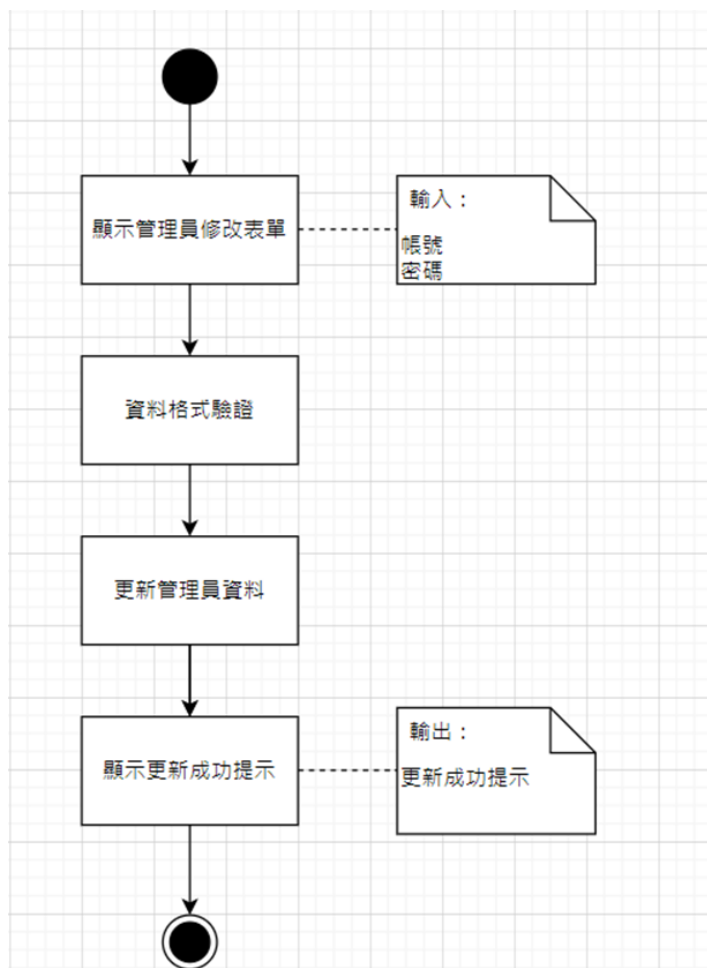 顯示管理員修改表單
輸入：
帳號
密碼
資料格式驗證
更新管理員資料
顯示更新成功提示
輸出：
更新成功提示